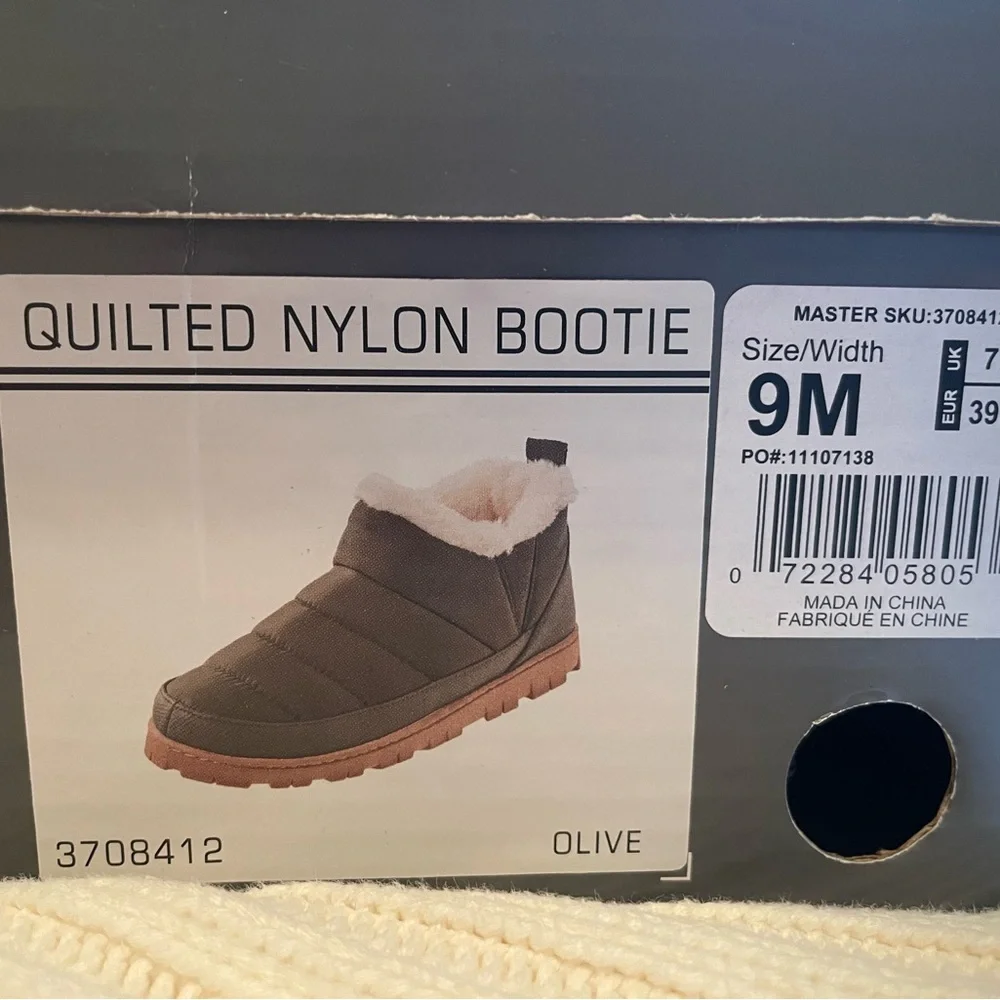 QUILTED NYLON BOOTIE
3708412
OLIVE
MASTER SKU:3708412
Size/Width
9M
UK 7
EUR 39
PO#:11107138
0 72284 05805
MADA IN CHINA
FABRIQUÉ EN CHINE